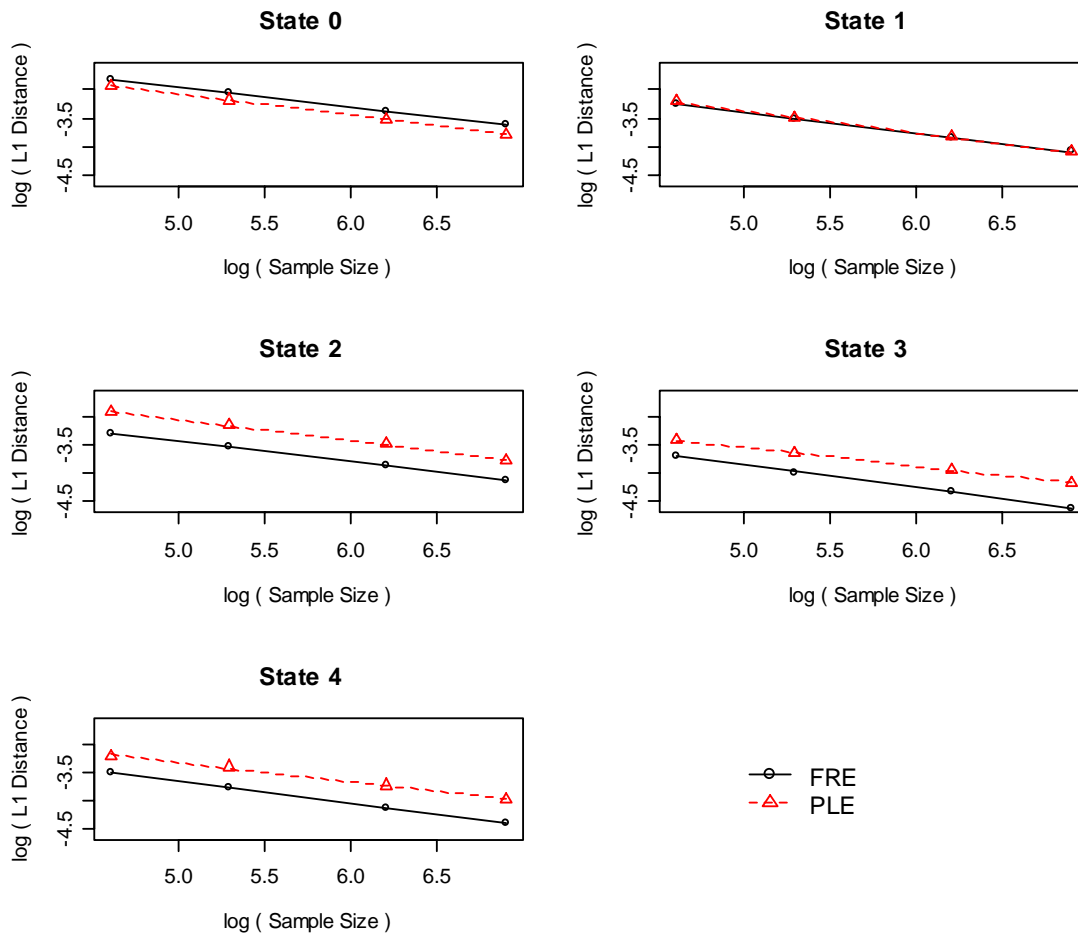 State 0
log ( L1 Distance )
-3.5
-4.5
5.0 5.5 6.0 6.5
log ( Sample Size )
State 1
log ( L1 Distance )
-3.5
-4.5
5.0 5.5 6.0 6.5
log ( Sample Size )
State 2
log ( L1 Distance )
-3.5
-4.5
5.0 5.5 6.0 6.5
log ( Sample Size )
State 3
log ( L1 Distance )
-3.5
-4.5
5.0 5.5 6.0 6.5
log ( Sample Size )
State 4
log ( L1 Distance )
-3.5
-4.5
5.0 5.5 6.0 6.5
log ( Sample Size )
FRE
PLE